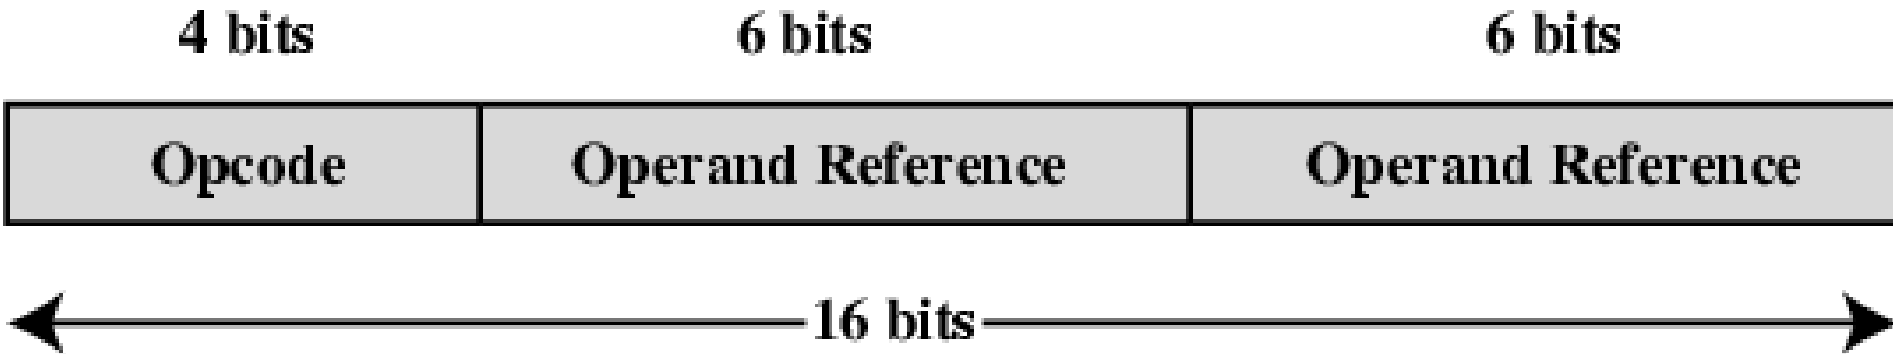 4 bits 6 bits 6 bits
Opcode Operand Reference Operand Reference
16 bits